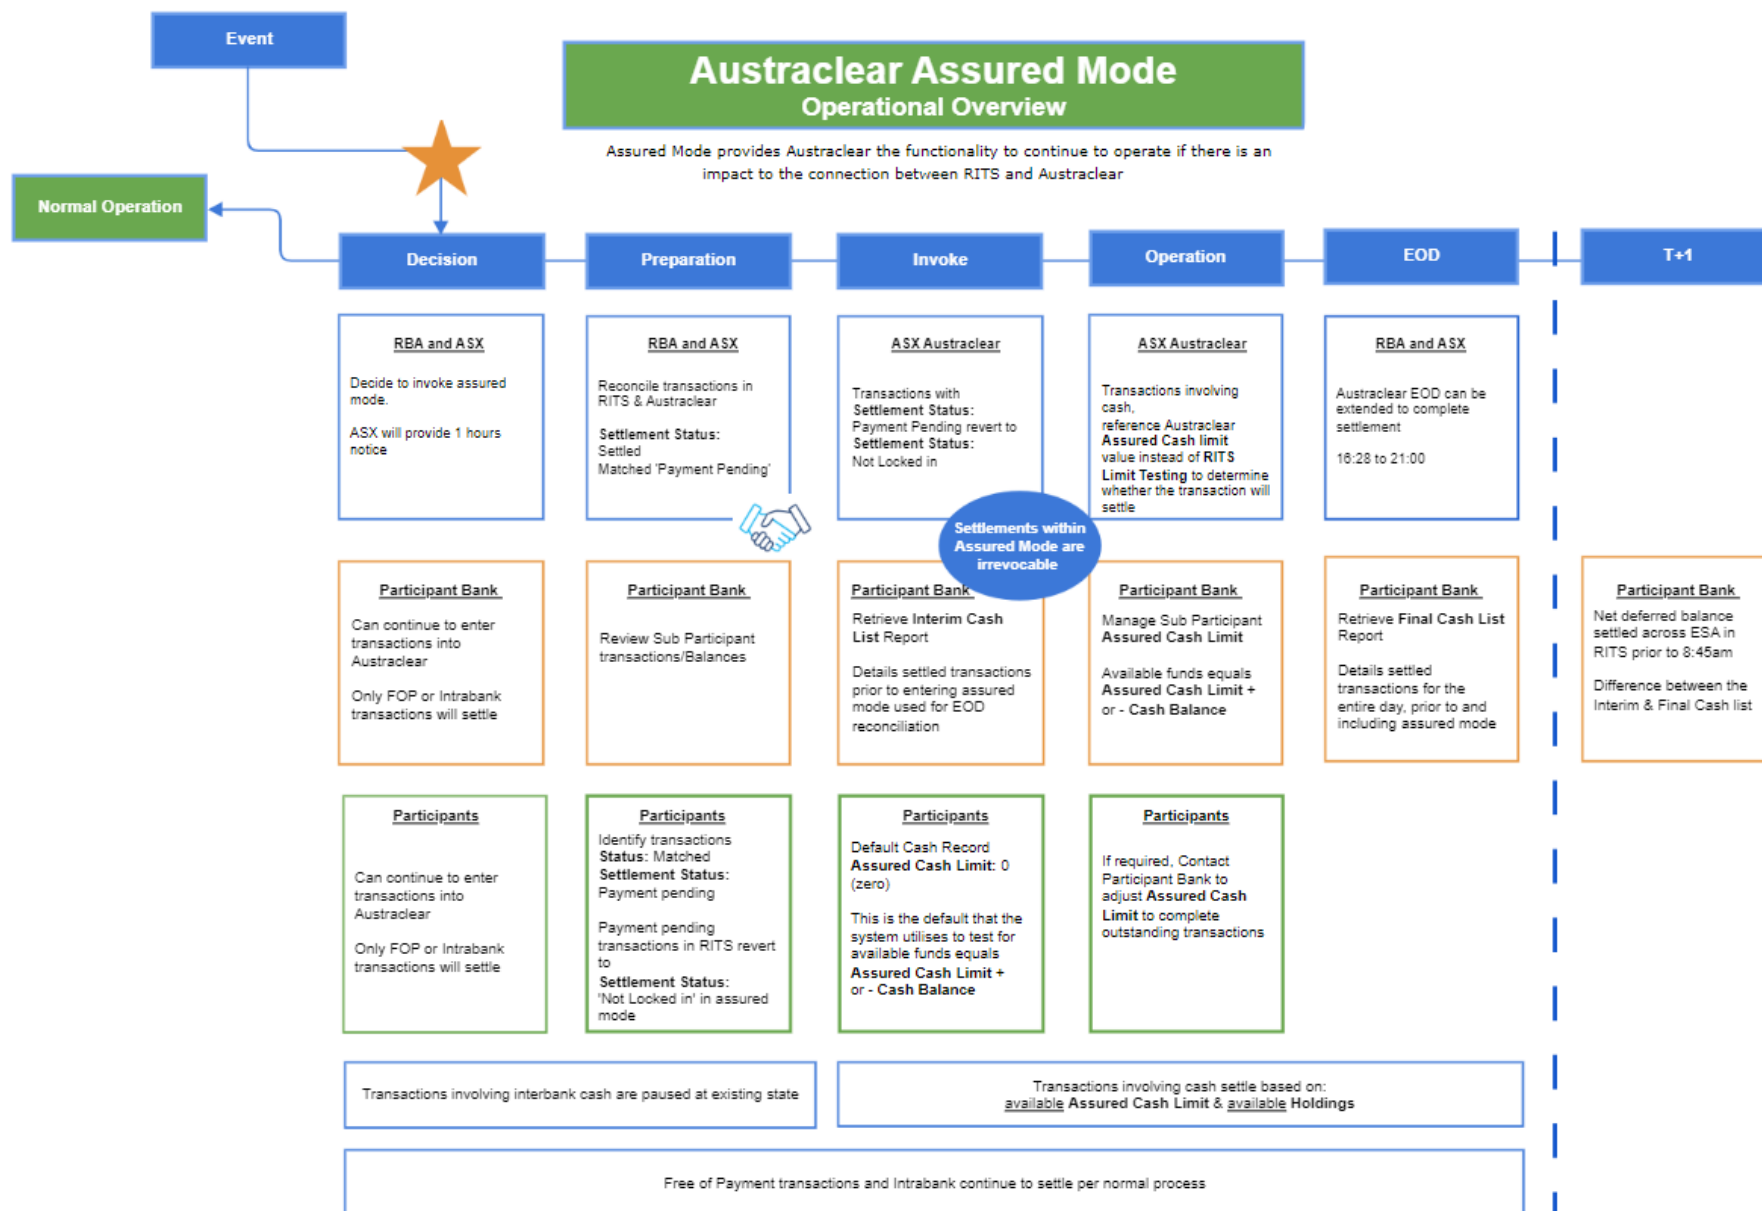 Event
Austraclear Assured Mode
Operational Overview
Assured Mode provides Austraclear the functionality to continue to operate if there is an
impact to the connection between RITS and Austraclear
Normal Operation
Decision
Preparation
Invoke
Operation
EOD
T+1
RBA and ASX
Decide to invoke assured
mode.
ASX will provide 1 hours
notice
RBA and ASX
Reconcile transactions in
RITS & Austraclear
Settlement Status:
Settled
Matched 'Payment Pending'
ASX Austraclear
Transactions with
Settlement Status:
Payment Pending revert to
Settlement Status:
Not Locked in
ASX Austraclear
Transactions involving
cash,
reference Austraclear
Assured Cash limit
value instead of RITS
Limit Testing to determine
whether the transaction will
settle
RBA and ASX
Austraclear EOD can be
extended to complete
settlement
16:28 to 21:00
Settlements within
Assured Mode are
irrevocable
Participant Bank
Can continue to enter
transactions into
Austraclear
Only FOP or Intrabank
transactions will settle
Participant Bank
Review Sub Participant
transactions/Balances
Participant Bank
Retrieve Interim Cash
List Report
Details settled transactions
prior to entering assured
mode used for EOD
reconciliation
Participant Bank
Manage Sub Participant
Assured Cash Limit
Available funds equals
Assured Cash Limit +
or - Cash Balance
Participant Bank
Retrieve Final Cash List
Report
Details settled
transactions for the
entire day, prior to and
including assured mode
Participant Bank
Net deferred balance
settled across ESA in
RITS prior to 8:45am
Difference between the
Interim & Final Cash list
Participants
Can continue to enter
transactions into
Austraclear
Only FOP or Intrabank
transactions will settle
Participants
Identify transactions
Status: Matched
Settlement Status:
Payment pending
Payment pending
transactions in RITS revert
to
Settlement Status:
'Not Locked in' in assured
mode
Participants
Default Cash Record
Assured Cash Limit: 0
(zero)
This is the default that the
system utilises to test for
available funds equals
Assured Cash Limit +
or - Cash Balance
Participants
If required, Contact
Participant Bank to
adjust Assured Cash
Limit to complete
outstanding transactions
Transactions involving interbank cash are paused at existing state
Transactions involving cash settle based on:
available Assured Cash Limit & available Holdings
Free of Payment transactions and Intrabank continue to settle per normal process